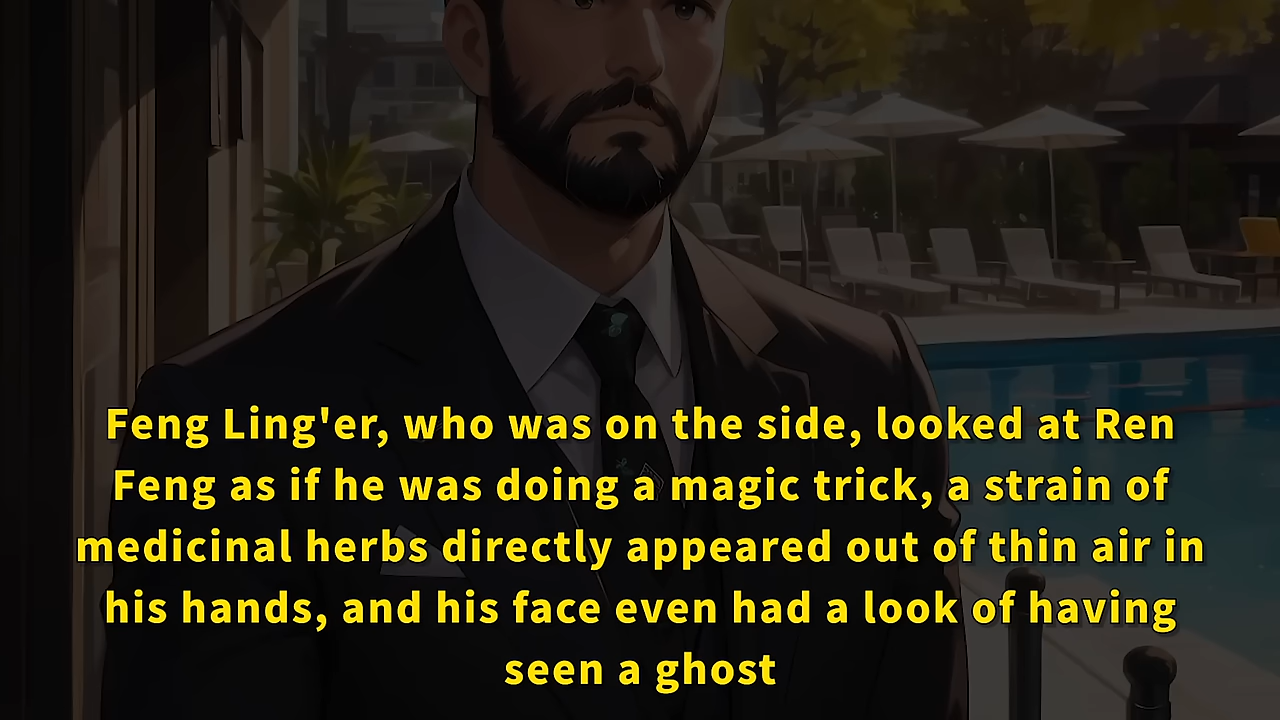 Feng Ling'er, who was on the side, looked at Ren
Feng as if he was doing a magic trick, a strain of
medicinal herbs directly appeared out of thin air in
his hands, and his face even had a look of having
seen a ghost